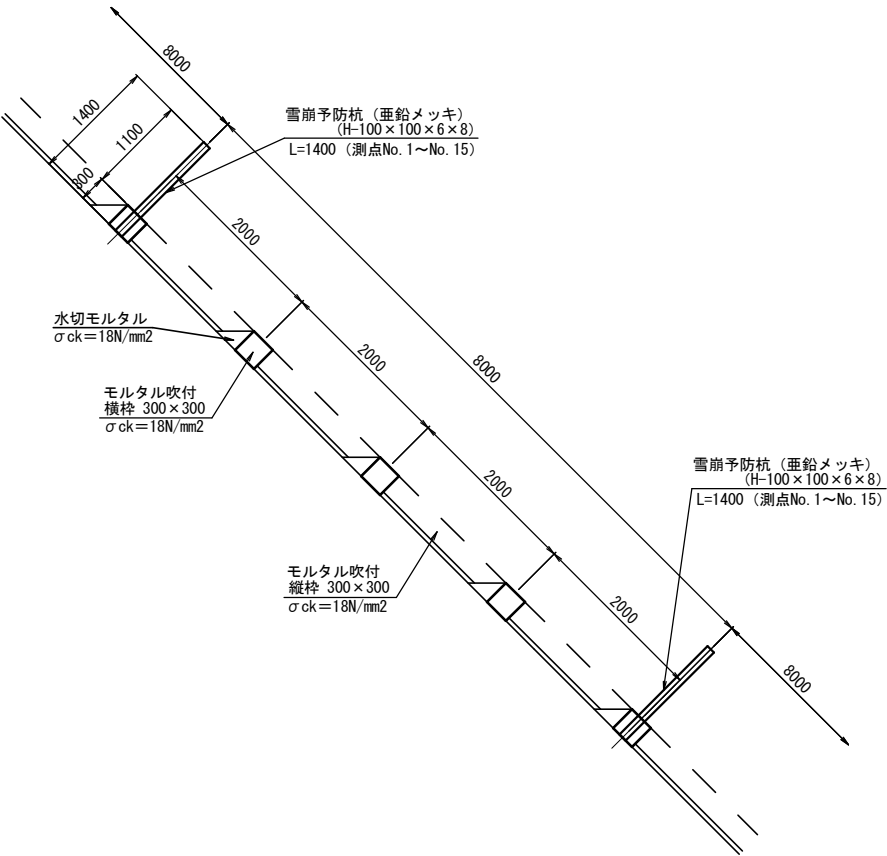 8000
1400
1100
300
雪崩予防杭（亜鉛メッキ）
(H-100×100×6×8)
L=1400（測点No.1～No.15）
2000
水切モルタル
σck＝18N/mm2
2000
8000
モルタル吹付
横枠 300×300
σck＝18N/mm2
2000
雪崩予防杭（亜鉛メッキ）
(H-100×100×6×8)
L=1400（測点No.1～No.15）
モルタル吹付
縦枠 300×300
σck＝18N/mm2
2000
8000